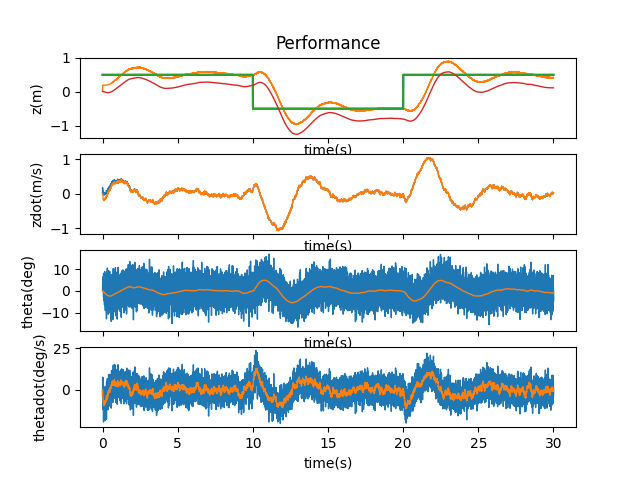 Performance
1
0
−1
z(m)
time(s)
1
0
−1
zdot(m/s)
time(s)
10
0
−10
theta(deg)
time(s)
25
0
thetadot(deg/s)
0 5 10 15 20 25 30
time(s)